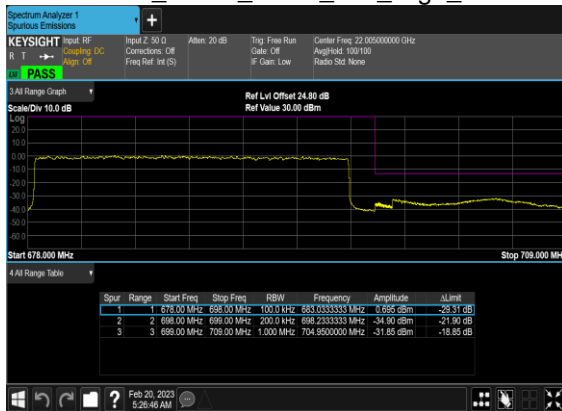 Spectrum Analyzer 1
Spurious Emissions
KEYSIGHT Input: RF Input Z: 50 Ω Atten: 20 dB Trig: Free Run Center Freq: 22.005000000 GHz
R T Coupling: DC Corrections: Off Gate: Off Avg|Hold: 100/100
Align: Off Freq Ref: Int (S) IF Gain: Low Radio Std: None
PASS
3 All Range Graph
Ref Lvl Offset 24.80 dB
Scale/Div 10.0 dB Ref Value 30.00 dBm
Log
20.0
10.0
0.00
-10.0
-20.0
-30.0
-40.0
-50.0
-60.0
Start 678.000 MHz Stop 709.000 MH
4 All Range Table
Spur Range Start Freq Stop Freq RBW Frequency Amplitude ΔLimit
1 1 678.00 MHz 698.00 MHz 100.0 kHz 683.0333333 MHz 0.695 dBm -29.31 dB
2 2 698.00 MHz 699.00 MHz 200.0 kHz 698.2333333 MHz -34.90 dBm -21.90 dB
3 3 699.00 MHz 709.00 MHz 1.000 MHz 704.9500000 MHz -31.85 dBm -18.85 dB
? Feb 20, 2023
5:26:46 AM